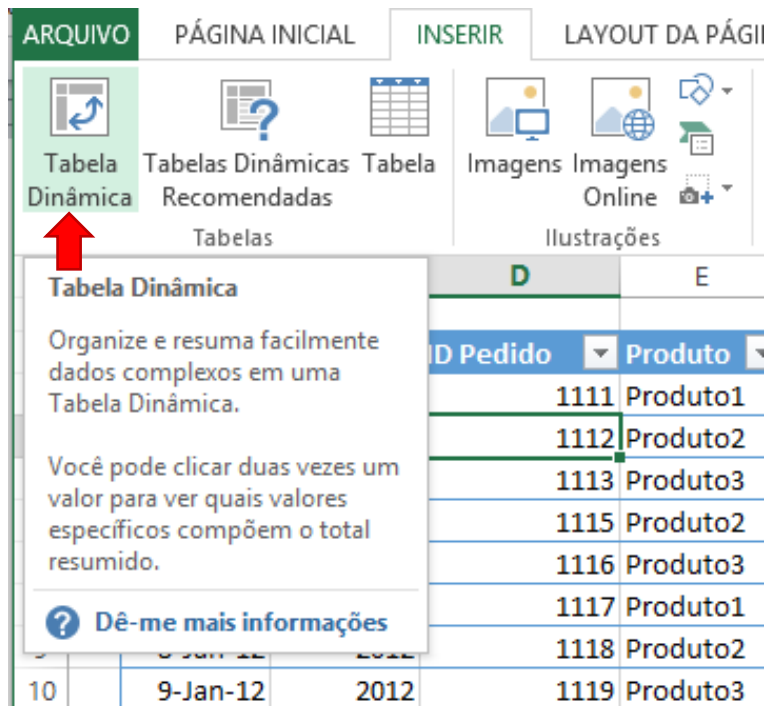 ARQUIVO PÁGINA INICIAL INSERIR LAYOUT DA PÁGI
Tabela Dinâmica
Tabelas Dinâmicas Recomendadas
Tabela
Imagens
Imagens Online
Tabelas
Ilustrações
Tabela Dinâmica
Organize e resuma facilmente
dados complexos em uma
Tabela Dinâmica.
Você pode clicar duas vezes um
valor para ver quais valores
específicos compõem o total
resumido.
Dê-me mais informações
D E
ID Pedido Produto
1111 Produto1
1112 Produto2
1113 Produto3
1115 Produto2
1116 Produto3
1117 Produto1
1118 Produto2
10 9-Jan-12 2012 1119 Produto3